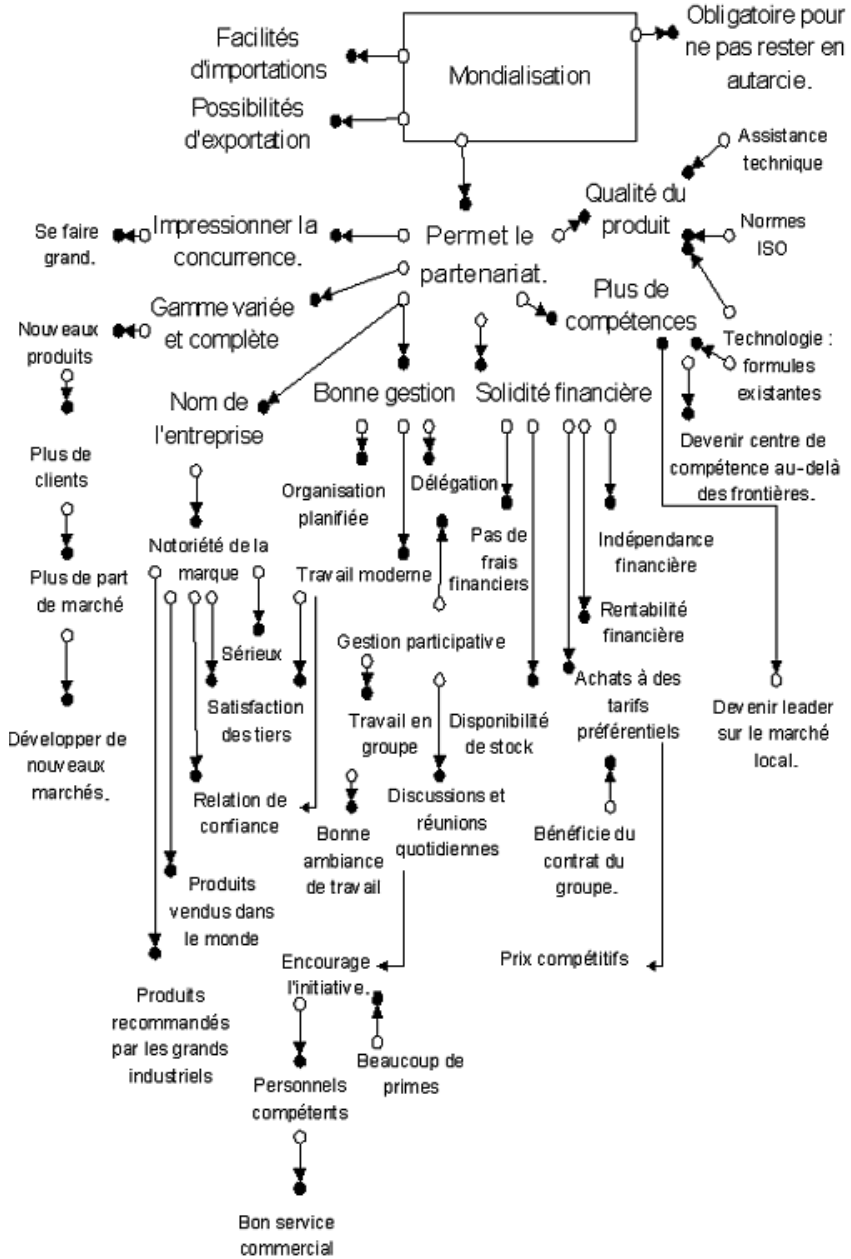 Facilités
d'importations
Mondialisation
Obligatoire pour
ne pas rester en
autarcie.
Possibilités
d'exportation
Assistance
technique
Qualité du
produit
Normes
ISO
Se faire
grand.
Impressionner la
concurrence.
Permet le
partenariat.
Plus de
compétences
Gamme variée
et complète
Nouveaux
produits
Technologie :
formules
existantes
Nom de
l'entreprise
Bonne gestion
Solidité financière
Plus de
clients
Organisation
planifiée
Délégation
Devenir centre de
compétence au-delà
des frontières.
Notoriété de la
marque
Travail moderne
Pas de
frais
financiers
Indépendance
financière
Plus de part
de marché
Rentabilité
financière
Sérieux
Gestion participative
Satisfaction
des tiers
Travail en
groupe
Disponibilité
de stock
Achats à des
tarifs
préférentiels
Devenir leader
sur le marché
local.
Développer de
nouveaux
marchés.
Relation de
confiance
Bonne
ambiance
de travail
Discussions et
réunions
quotidiennes
Bénéficie du
contrat du
groupe.
Produits
vendus dans
le monde
Encourage
l'initiative.
Prix compétitifs
Produits
recommandés
par les grands
industriels
Beaucoup de
primes
Personnels
compétents
Bon service
commercial